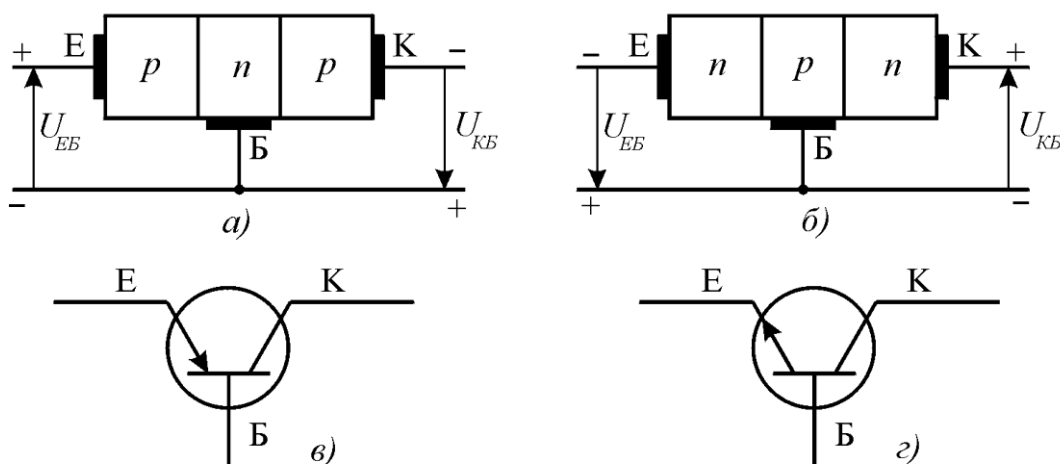 + Е p n p К −
U_ЕБ Б U_КБ
− а) +
− Е n p n К +
U_ЕБ Б U_КБ
+ б) −
Е К
Б в)
Е К
Б г)